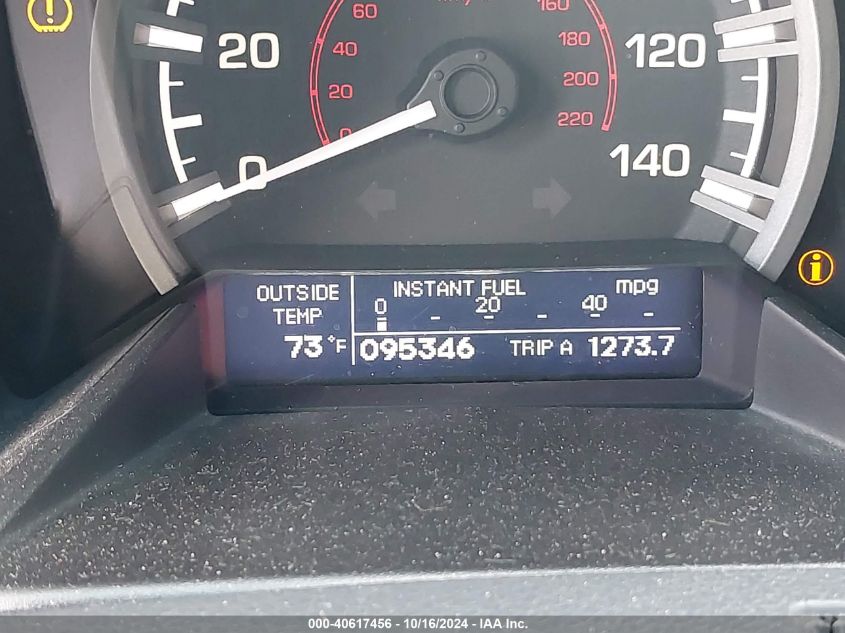 60
160
40
180
20
120
20
200
0
220
0
140
OUTSIDE
TEMP
73°F
INSTANT FUEL mpg
0 20 40
095346 TRIP A 1273.7
000-40617456 - 10/16/2024 - IAA Inc.